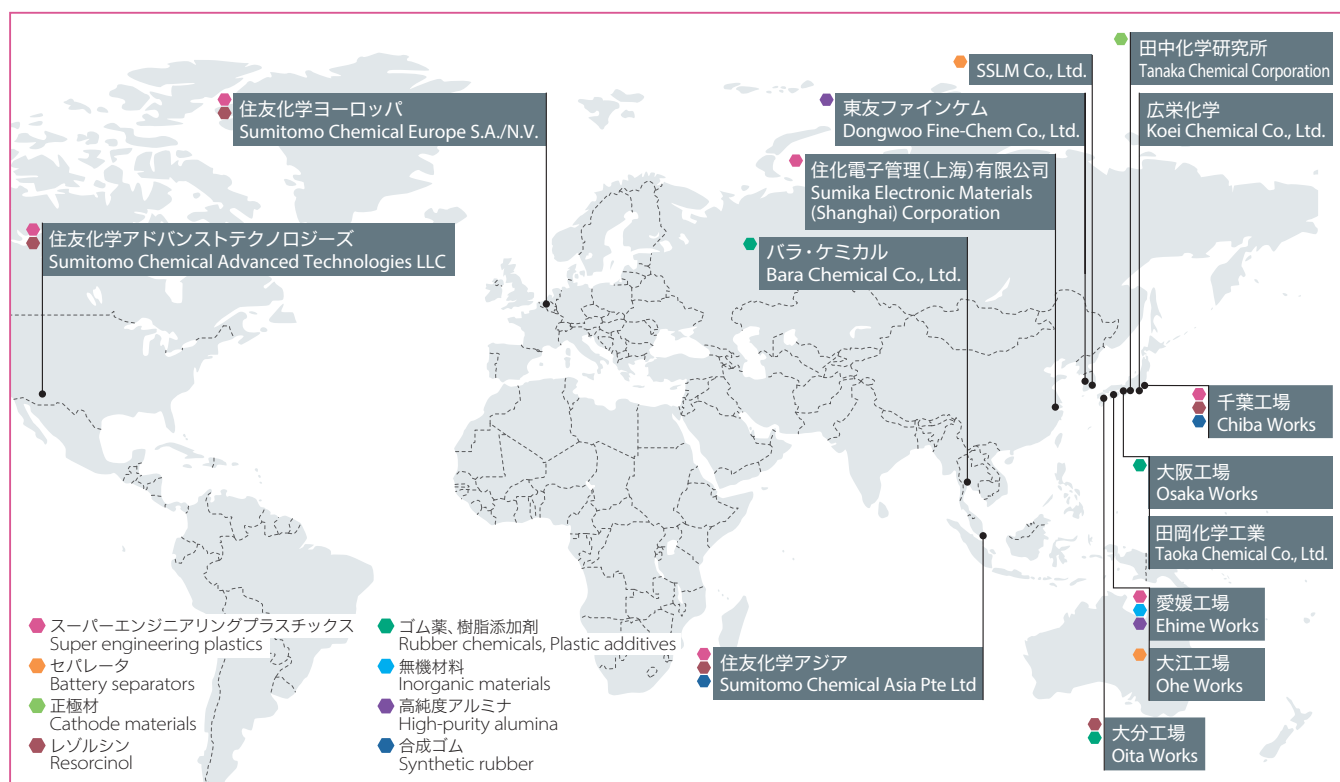 田中化学研究所
Tanaka Chemical Corporation
SSLM Co., Ltd.
住友化学ヨーロッパ
Sumitomo Chemical Europe S.A./N.V.
東友ファインケム
Dongwoo Fine-Chem Co., Ltd.
広栄化学
Koei Chemical Co., Ltd.
住化電子管理(上海)有限公司
Sumika Electronic Materials
(Shanghai) Corporation
住友化学アドバンストテクノロジーズ
Sumitomo Chemical Advanced Technologies LLC
バラ・ケミカル
Bara Chemical Co., Ltd.
千葉工場
Chiba Works
大阪工場
Osaka Works
田岡化学工業
Taoka Chemical Co., Ltd.
愛媛工場
Ehime Works
大江工場
Ohe Works
大分工場
Oita Works
住友化学アジア
Sumitomo Chemical Asia Pte Ltd
スーパーエンジニアリングプラスチックス
Super engineering plastics
セパレータ
Battery separators
正極材
Cathode materials
レゾルシン
Resorcinol
ゴム薬、樹脂添加剤
Rubber chemicals, Plastic additives
無機材料
Inorganic materials
高純度アルミナ
High-purity alumina
合成ゴム
Synthetic rubber